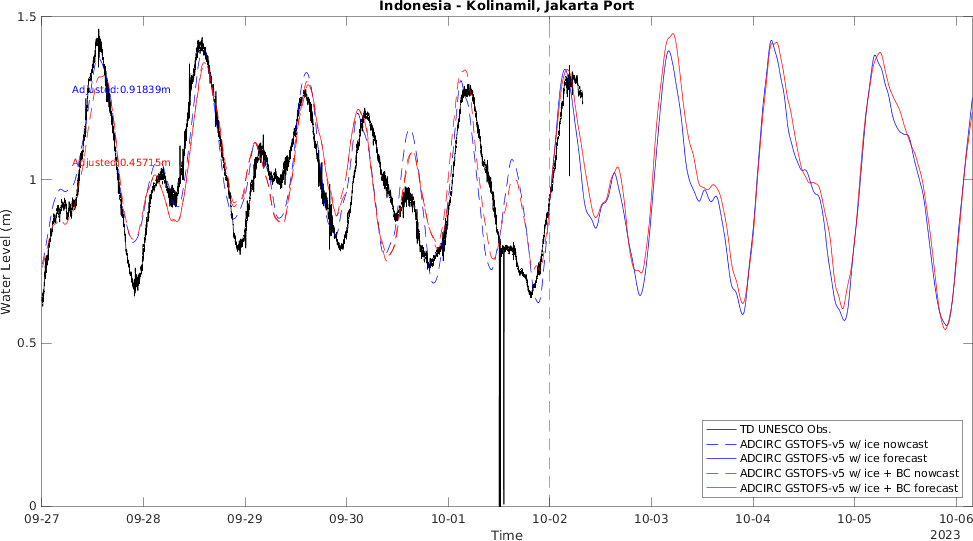 Indonesia - Kolinamil, Jakarta Port
1.5
Adjusted:0.91839m
Adjusted:0.45715m
1
0.5
0
Water Level (m)
TD UNESCO Obs.
ADCIRC GSTOFS-v5 w/ ice nowcast
ADCIRC GSTOFS-v5 w/ ice forecast
ADCIRC GSTOFS-v5 w/ ice + BC nowcast
ADCIRC GSTOFS-v5 w/ ice + BC forecast
09-27 09-28 09-29 09-30 10-01 10-02 10-03 10-04 10-05 10-06
Time
2023